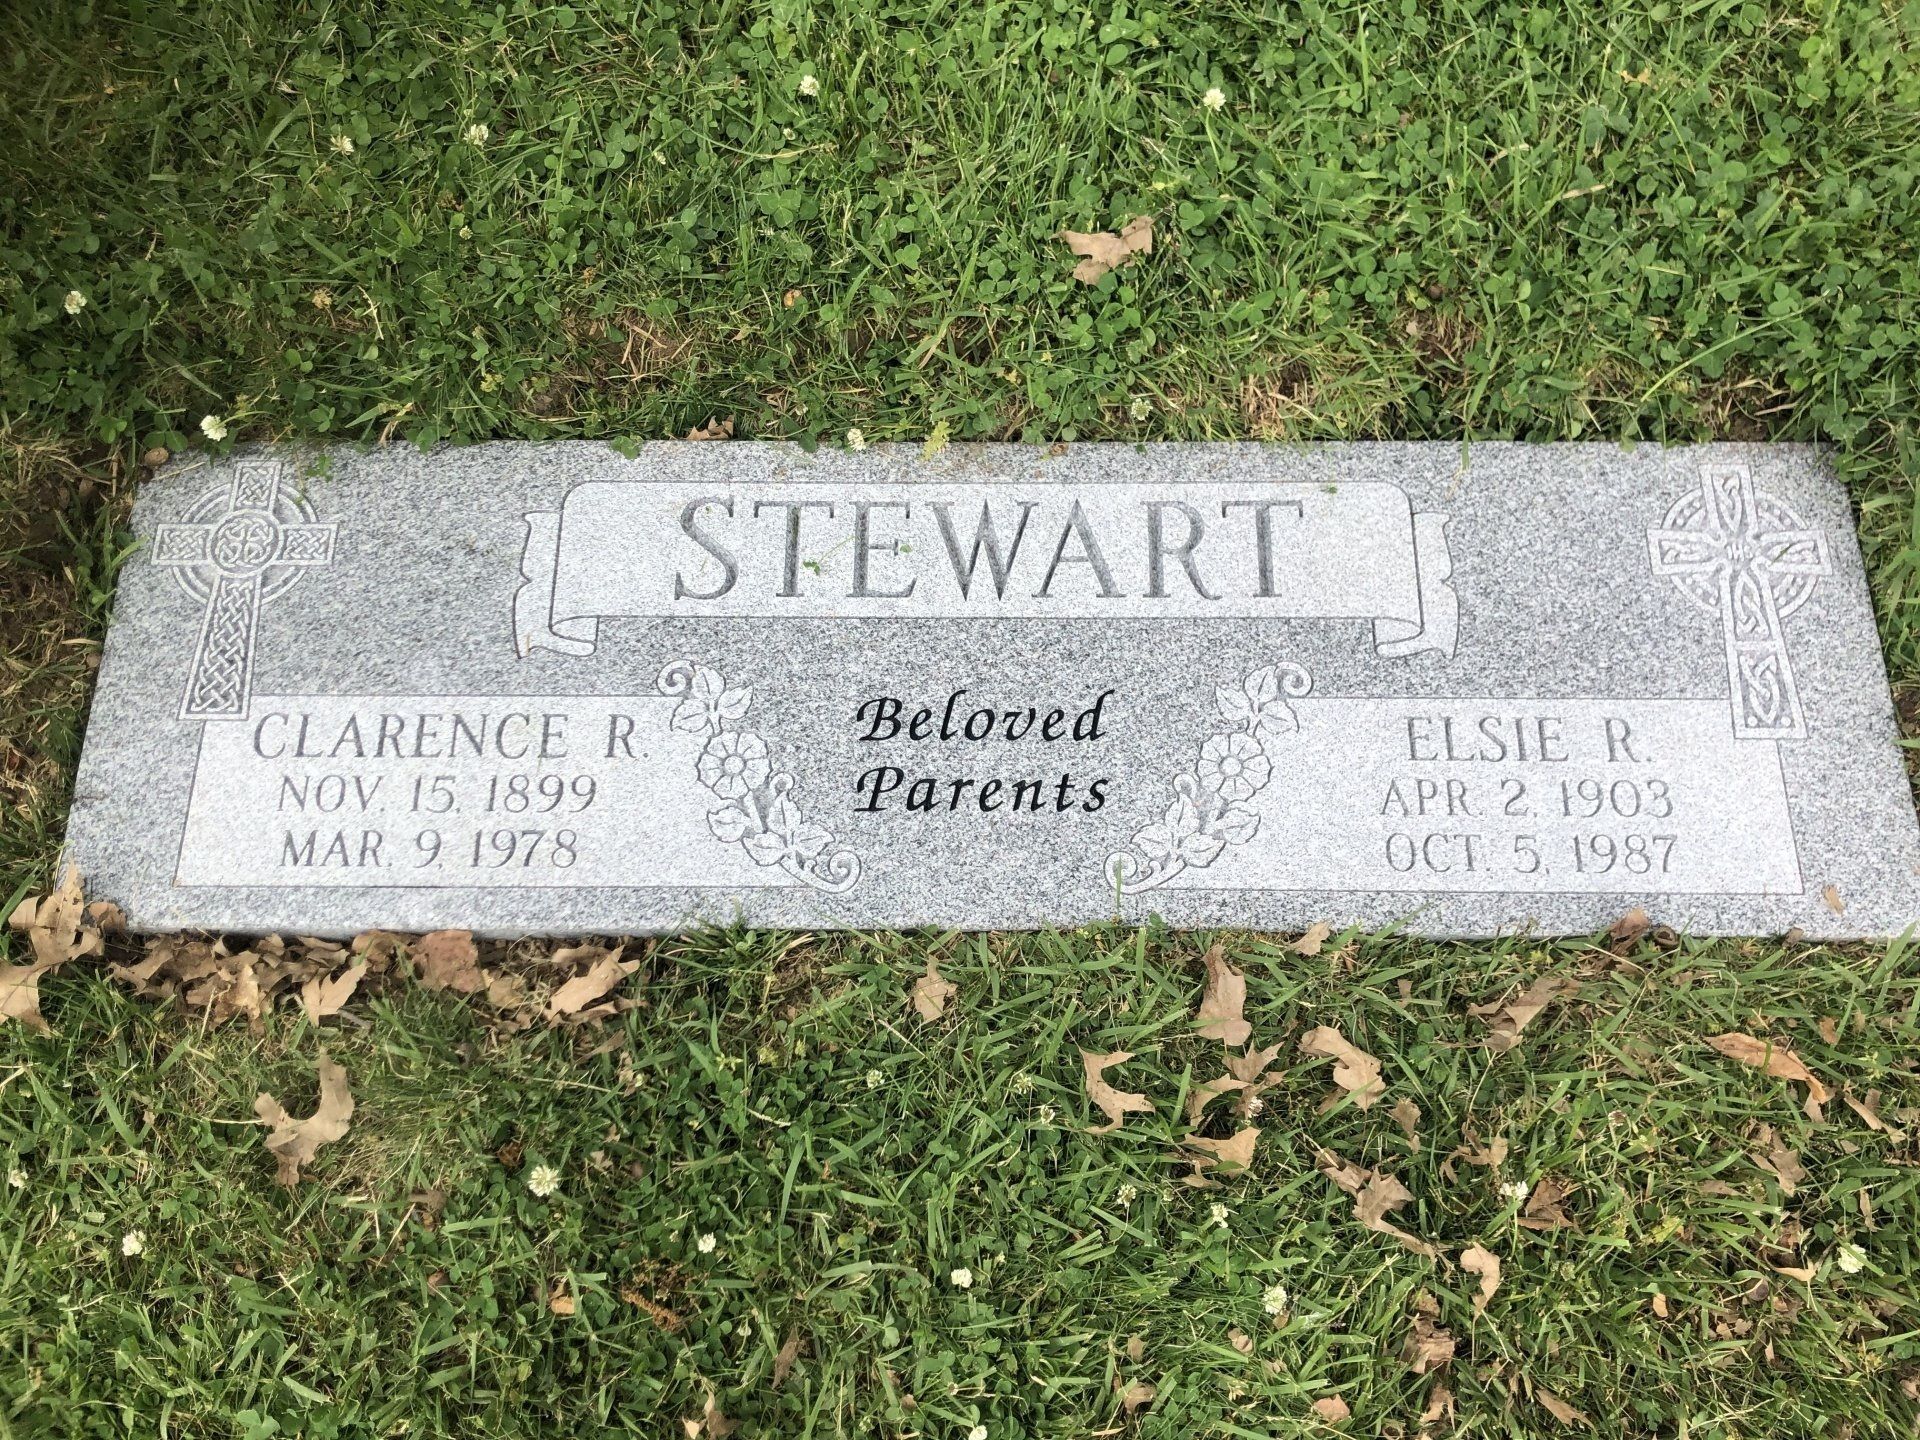 STEWART
CLARENCE R.
NOV. 15, 1899
MAR. 9, 1978
Beloved
Parents
ELSIE R.
APR. 2, 1903
OCT. 5, 1987